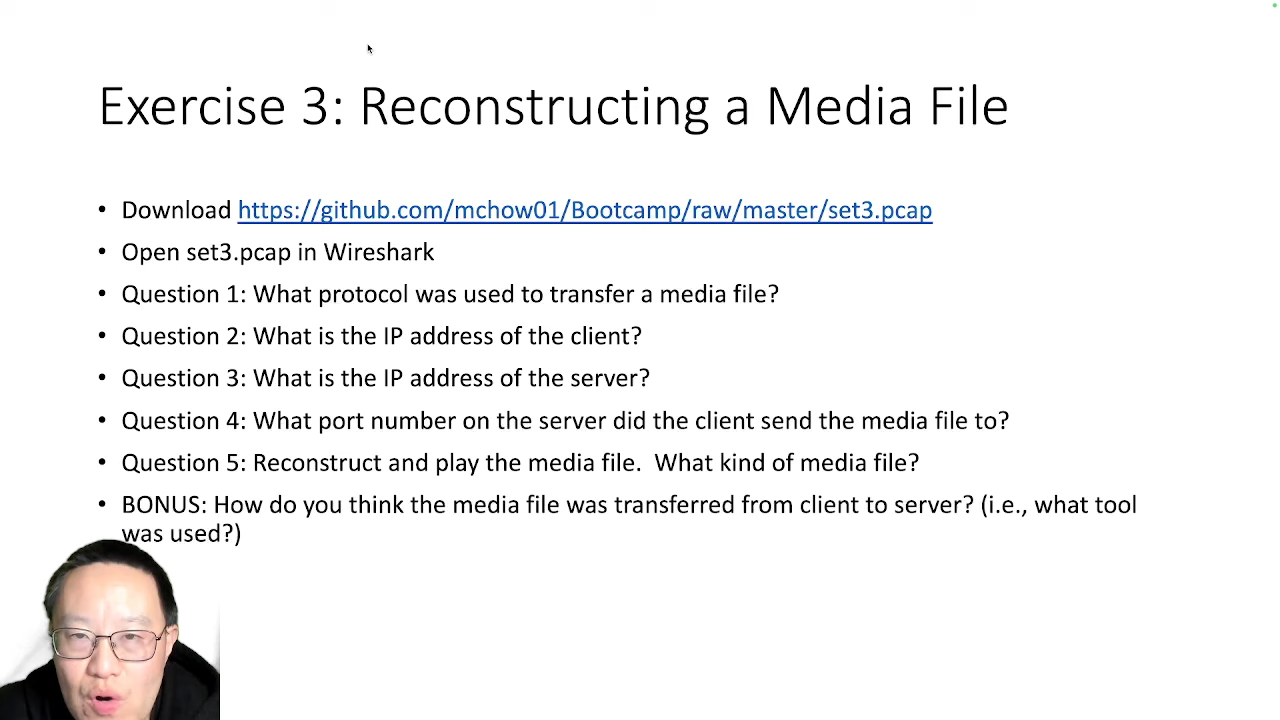 Exercise 3: Reconstructing a Media File
• Download https://github.com/mchow01/Bootcamp/raw/master/set3.pcap
• Open set3.pcap in Wireshark
• Question 1: What protocol was used to transfer a media file?
• Question 2: What is the IP address of the client?
• Question 3: What is the IP address of the server?
• Question 4: What port number on the server did the client send the media file to?
• Question 5: Reconstruct and play the media file.  What kind of media file?
• BONUS: How do you think the media file was transferred from client to server? (i.e., what tool
was used?)